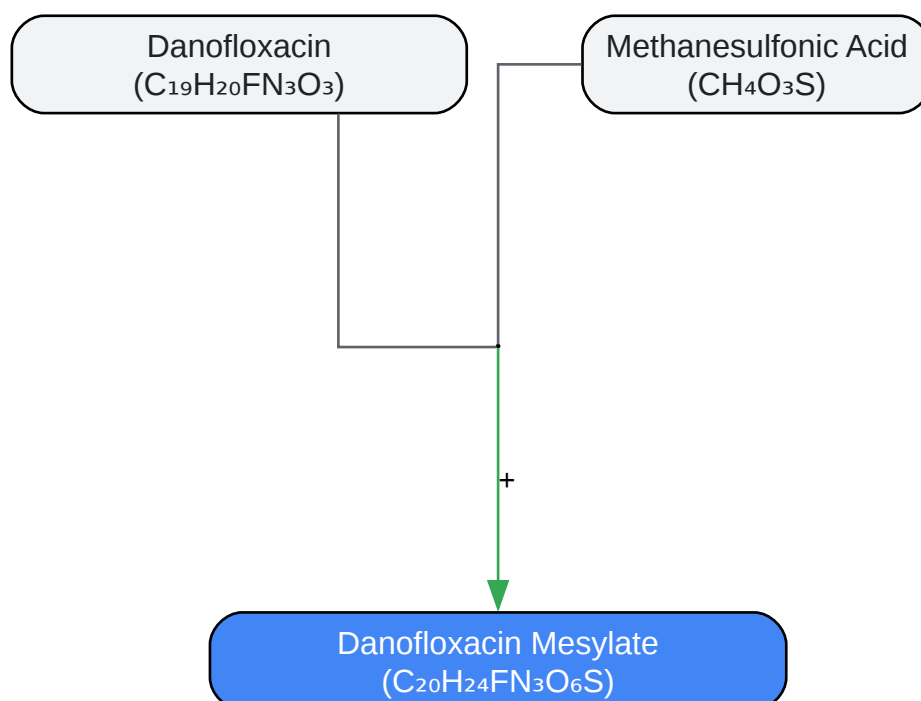 Danofloxacin
(C₁₉H₂₀FN₃O₃)
Methanesulfonic Acid
(CH₄O₃S)
+
Danofloxacin Mesylate
(C₂₀H₂₄FN₃O₆S)